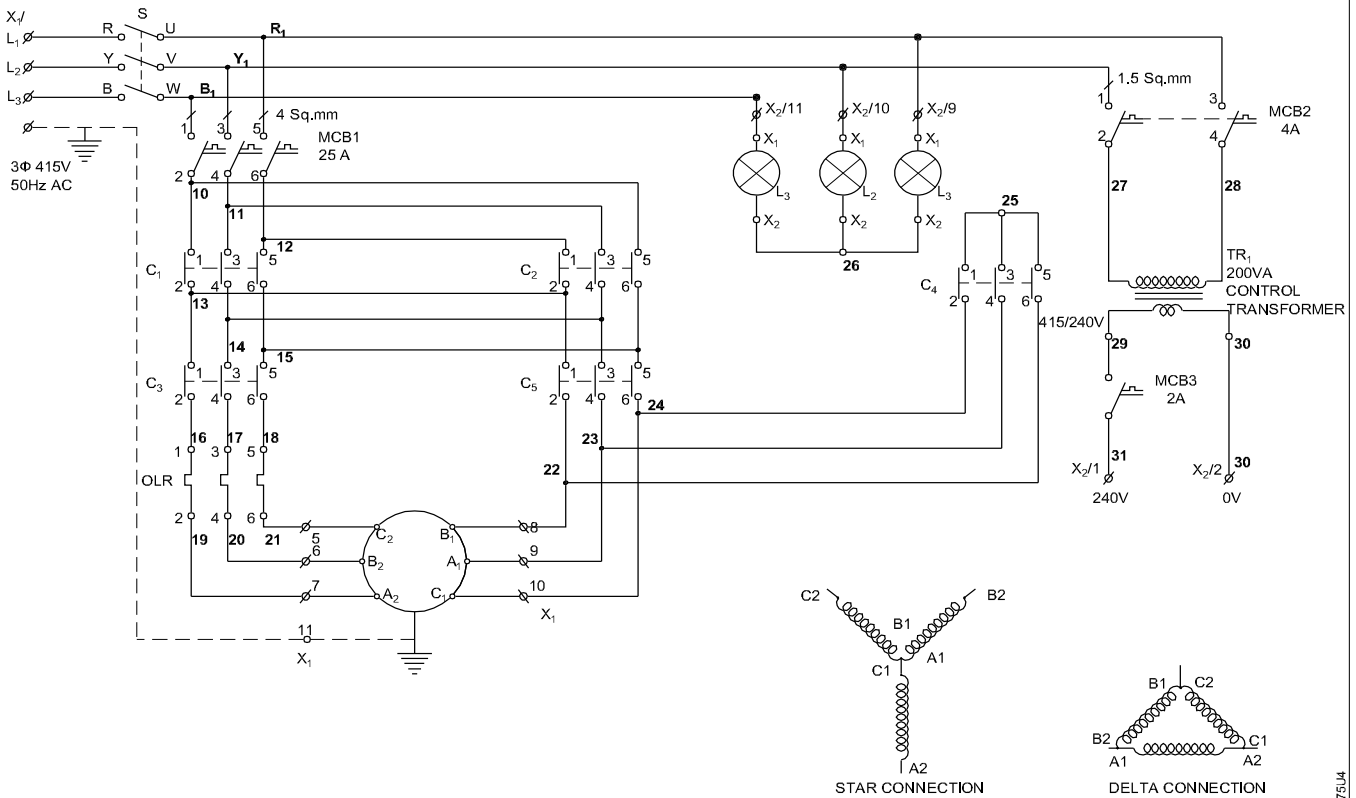 X1/
L1 R S U R1
L2 Y V Y1
L3 B W B1
3Φ 415V
50Hz AC
4 Sq.mm
1 3 5
MCB1
25 A
2 4 6
10
11
12
X2/11 X2/10 X2/9
X1 X1 X1
L3 L2 L3
X2 X2 X2
26
1.5 Sq.mm
1 3
MCB2
4A
2 4
27 28
TR1
200VA
CONTROL
TRANSFORMER
415/240V
29 30
MCB3
2A
31 30
X2/1 X2/2
240V 0V
25
C1 1 3 5
2 4 6
C2 1 3 5
2 4 6
C4 1 3 5
2 4 6
13
14
15
C3 1 3 5
2 4 6
C5 1 3 5
2 4 6
24
23
22
16 17 18
1 3 5
OLR
2 4 6
19 20 21
5 C2 B1 8
6 B2 A1 9
7 A2 C1 10
X1
11
X1
C2 B2
B1
C1 A1
A2
STAR CONNECTION
B1 C2
B2 C1
A1 A2
DELTA CONNECTION
75U4